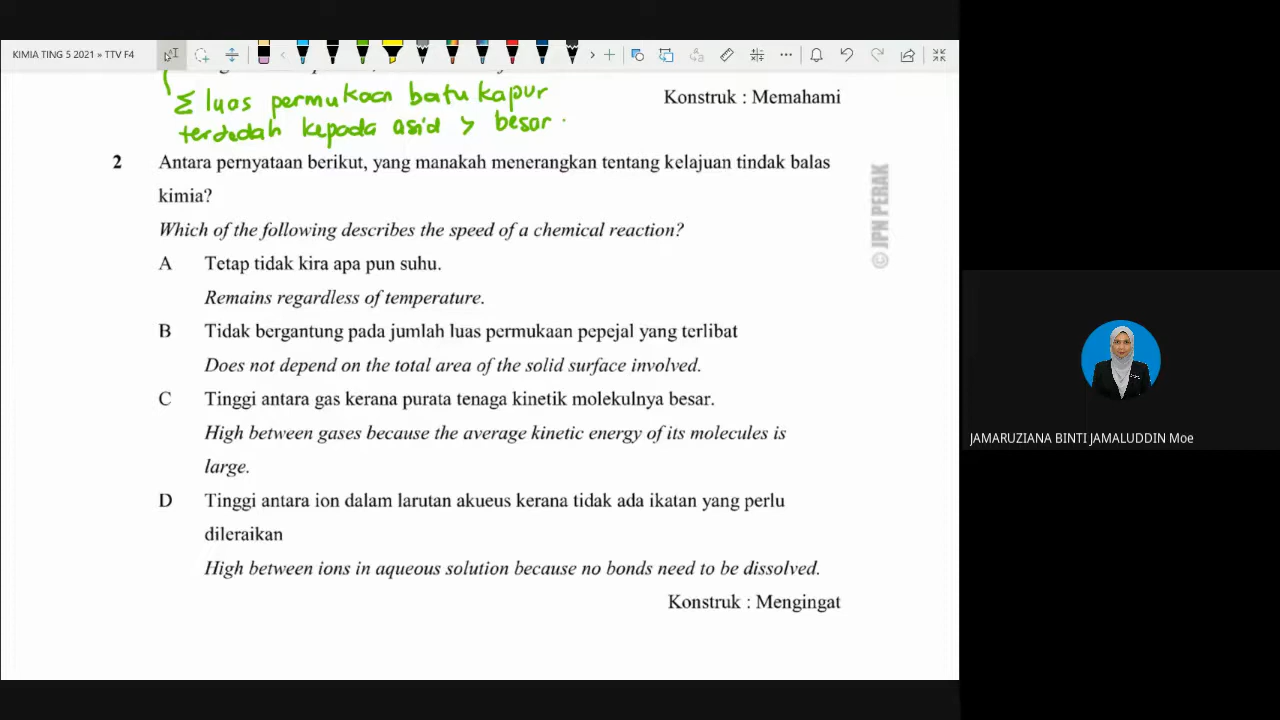 KIMIA TING 5 2021 » TTV F4
Σ luas permukaan batu kapur
terdedah kepada asid > besar.
Konstruk : Memahami
2 Antara pernyataan berikut, yang manakah menerangkan tentang kelajuan tindak balas
kimia?
Which of the following describes the speed of a chemical reaction?
A Tetap tidak kira apa pun suhu.
Remains regardless of temperature.
B Tidak bergantung pada jumlah luas permukaan pepejal yang terlibat
Does not depend on the total area of the solid surface involved.
C Tinggi antara gas kerana purata tenaga kinetik molekulnya besar.
High between gases because the average kinetic energy of its molecules is
large.
D Tinggi antara ion dalam larutan akueus kerana tidak ada ikatan yang perlu
dileraikan
High between ions in aqueous solution because no bonds need to be dissolved.
Konstruk : Mengingat
© JPN PERAK
JAMARUZIANA BINTI JAMALUDDIN Moe